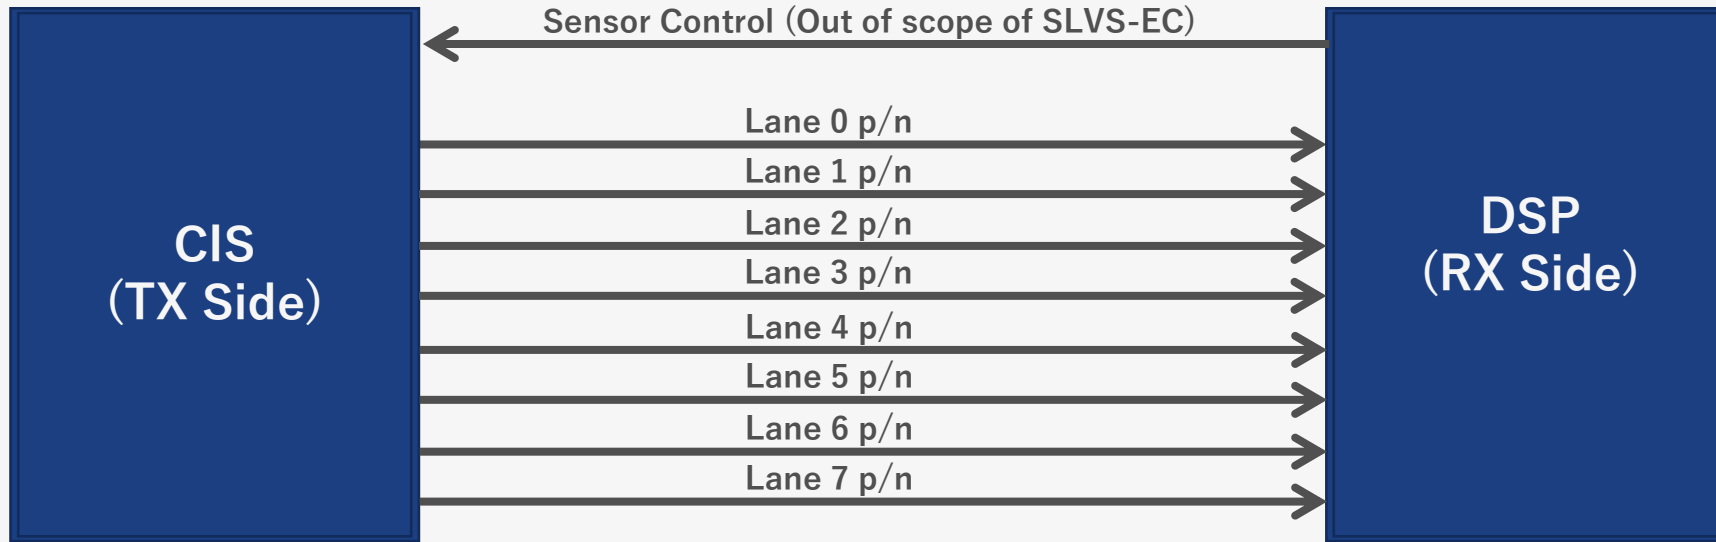 Sensor Control (Out of scope of SLVS-EC)
Lane 0 p/n
Lane 1 p/n
Lane 2 p/n
Lane 3 p/n
Lane 4 p/n
Lane 5 p/n
Lane 6 p/n
Lane 7 p/n
CIS
(TX Side)
DSP
(RX Side)